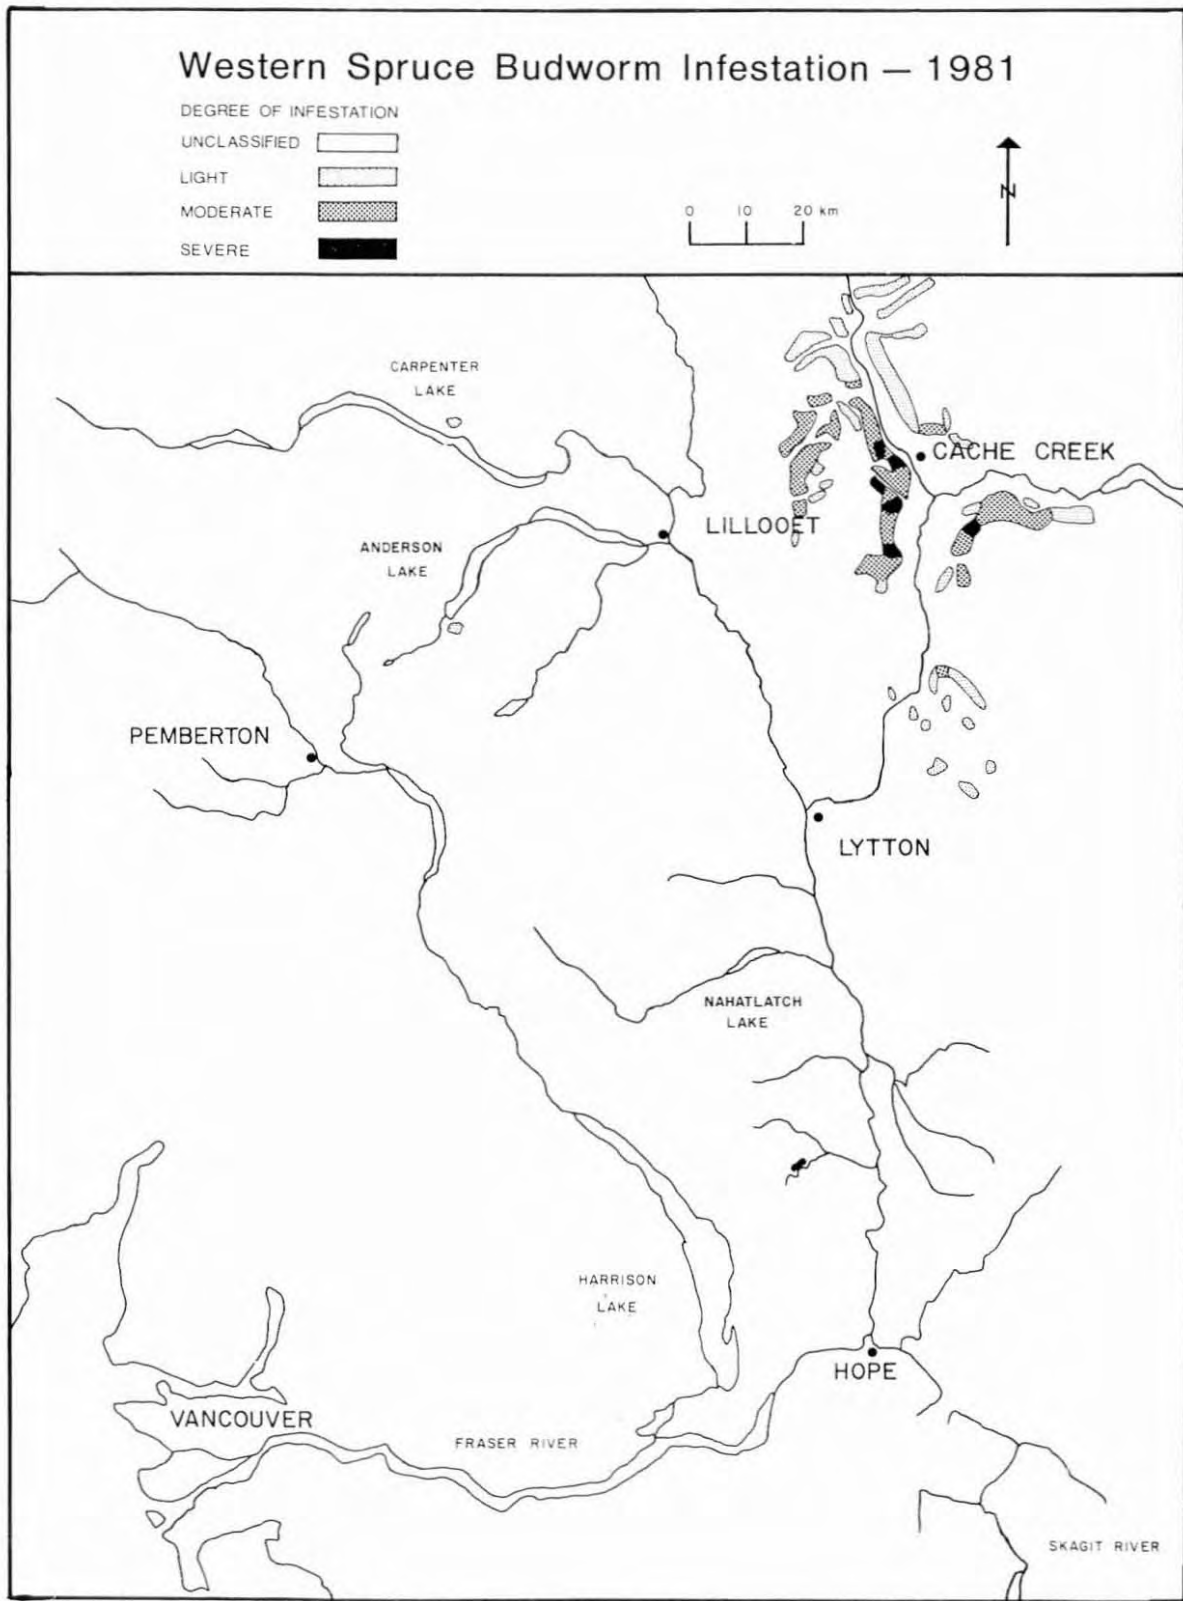 Western Spruce Budworm Infestation — 1981
DEGREE OF INFESTATION
UNCLASSIFIED
LIGHT
MODERATE
SEVERE
0 10 20 km
N
CARPENTER
LAKE
CACHE CREEK
LILLOOET
ANDERSON
LAKE
PEMBERTON
LYTTON
NAHATLATCH
LAKE
HARRISON
LAKE
HOPE
VANCOUVER
FRASER RIVER
SKAGIT RIVER